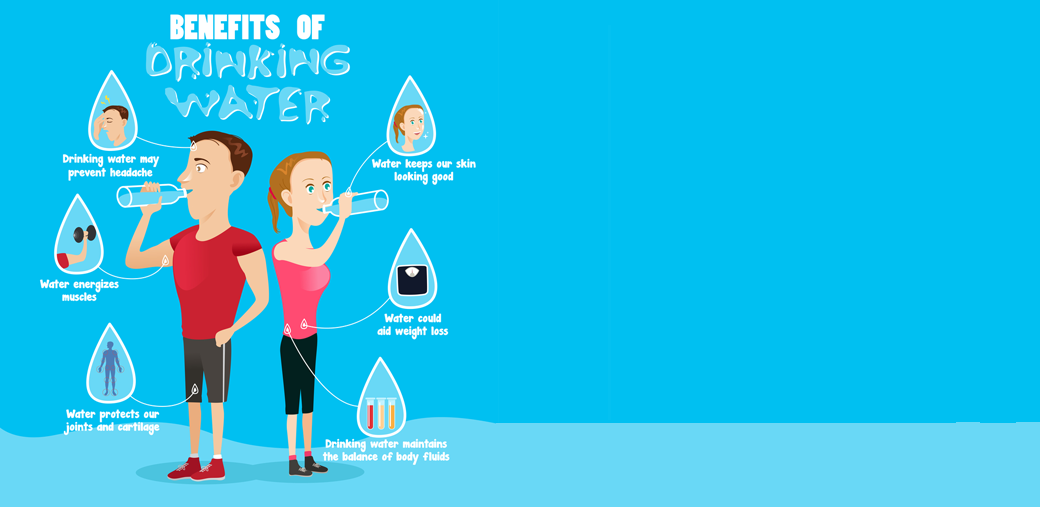 BENEFITS OF
DRINKING
WATER
Drinking water may
prevent headache
Water keeps our skin
looking good
Water energizes
muscles
Water could
aid weight loss
Water protects our
joints and cartilage
Drinking water maintains
the balance of body fluids